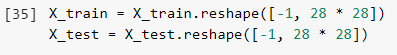 [35] X_train = X_train.reshape([-1, 28 * 28])
X_test = X_test.reshape([-1, 28 * 28])